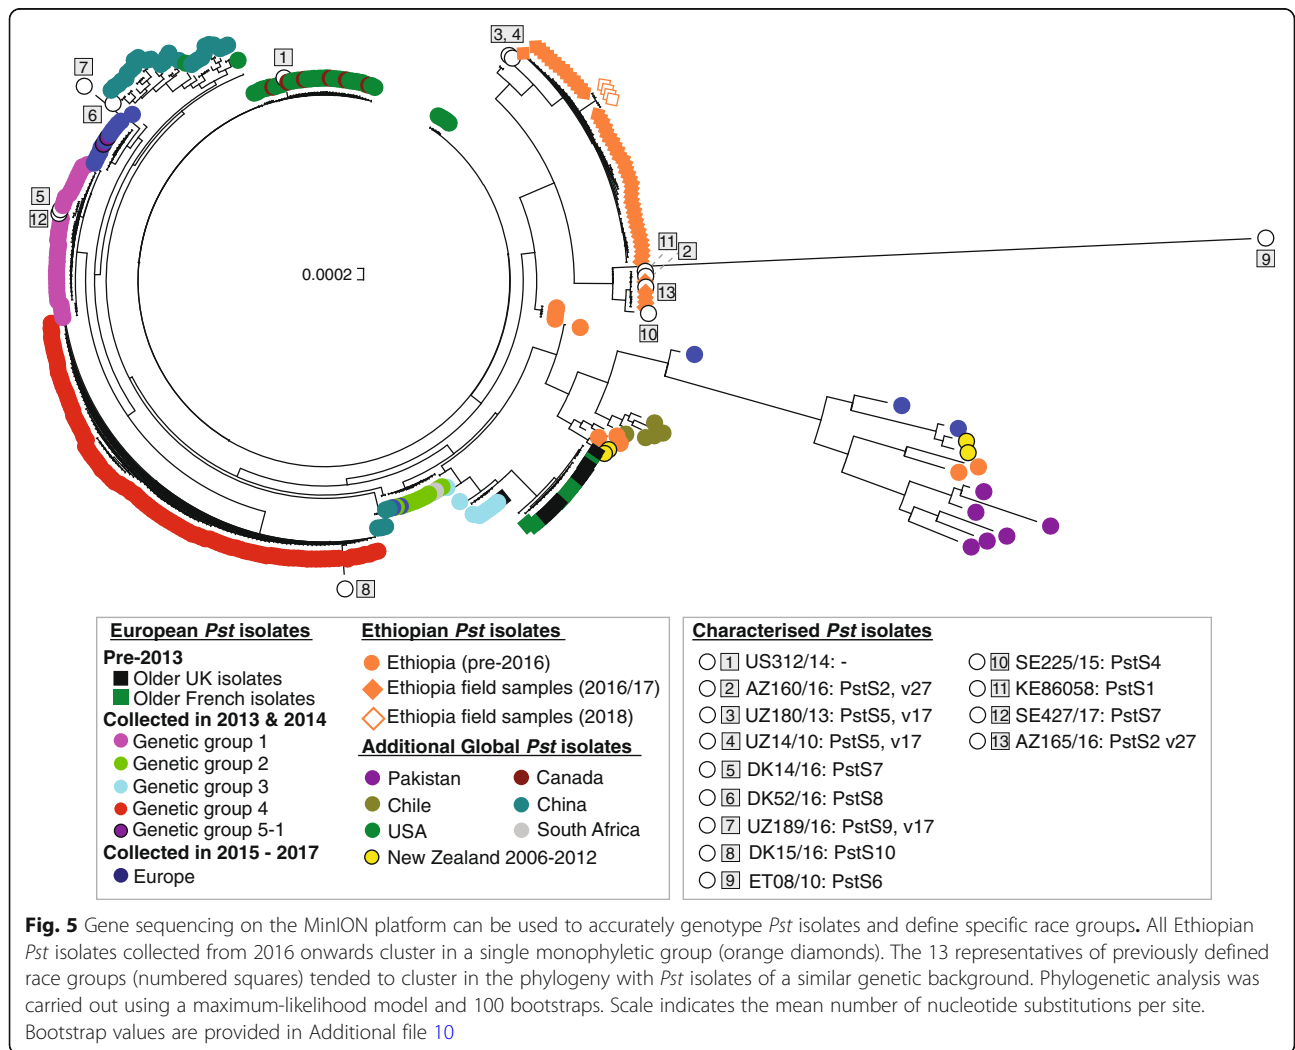 3, 4
1
7
6
5
12
11
2
9
13
10
8
0.0002
European Pst isolates
Pre-2013
Older UK isolates
Older French isolates
Collected in 2013 & 2014
Genetic group 1
Genetic group 2
Genetic group 3
Genetic group 4
Genetic group 5-1
Collected in 2015 - 2017
Europe
Ethiopian Pst isolates
Ethiopia (pre-2016)
Ethiopia field samples (2016/17)
Ethiopia field samples (2018)
Additional Global Pst isolates
Pakistan
Chile
USA
New Zealand 2006-2012
Canada
China
South Africa
Characterised Pst isolates
1 US312/14: -
2 AZ160/16: PstS2, v27
3 UZ180/13: PstS5, v17
4 UZ14/10: PstS5, v17
5 DK14/16: PstS7
6 DK52/16: PstS8
7 UZ189/16: PstS9, v17
8 DK15/16: PstS10
9 ET08/10: PstS6
10 SE225/15: PstS4
11 KE86058: PstS1
12 SE427/17: PstS7
13 AZ165/16: PstS2 v27
Fig. 5 Gene sequencing on the MinION platform can be used to accurately genotype Pst isolates and define specific race groups. All Ethiopian
Pst isolates collected from 2016 onwards cluster in a single monophyletic group (orange diamonds). The 13 representatives of previously defined
race groups (numbered squares) tended to cluster in the phylogeny with Pst isolates of a similar genetic background. Phylogenetic analysis was
carried out using a maximum-likelihood model and 100 bootstraps. Scale indicates the mean number of nucleotide substitutions per site.
Bootstrap values are provided in Additional file 10